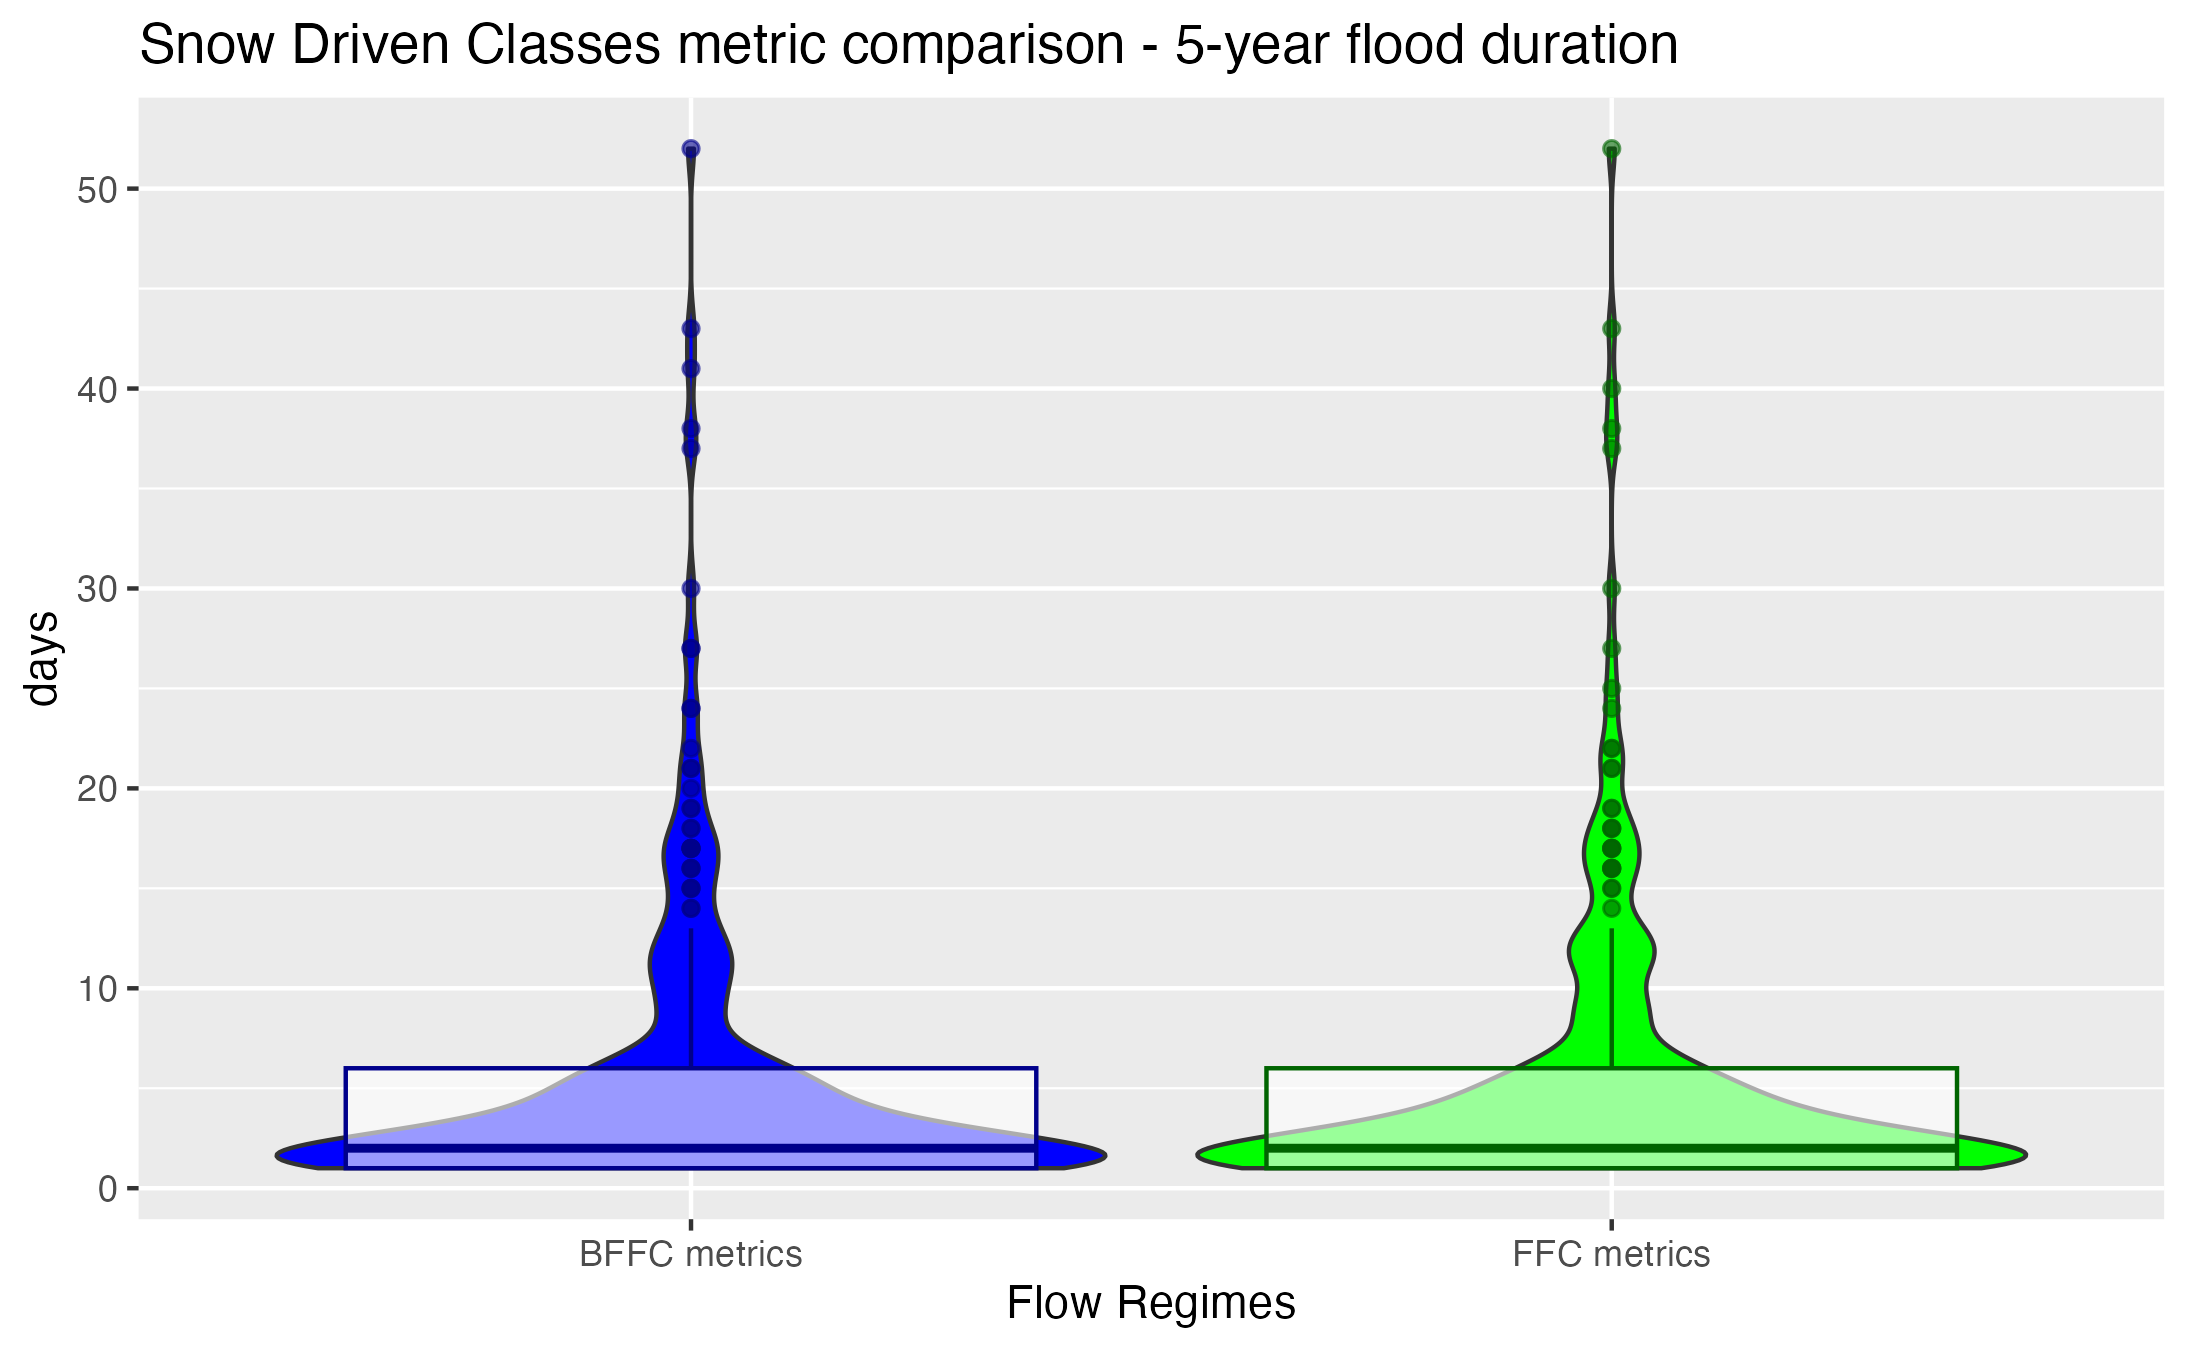 Snow Driven Classes metric comparison - 5-year flood duration
days
50
40
30
20
10
0
BFFC metrics
FFC metrics
Flow Regimes